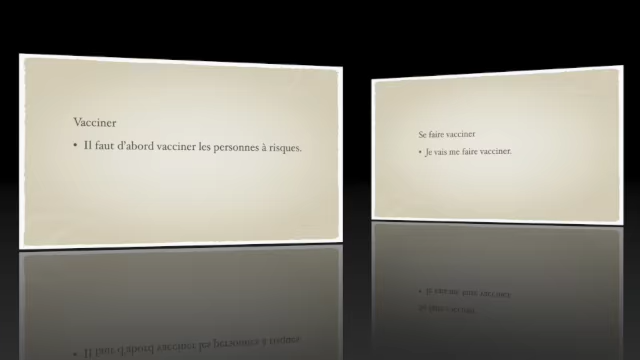 Vacciner
• Il faut d'abord vacciner les personnes à risques.
Se faire vacciner
• Je vais me faire vacciner.